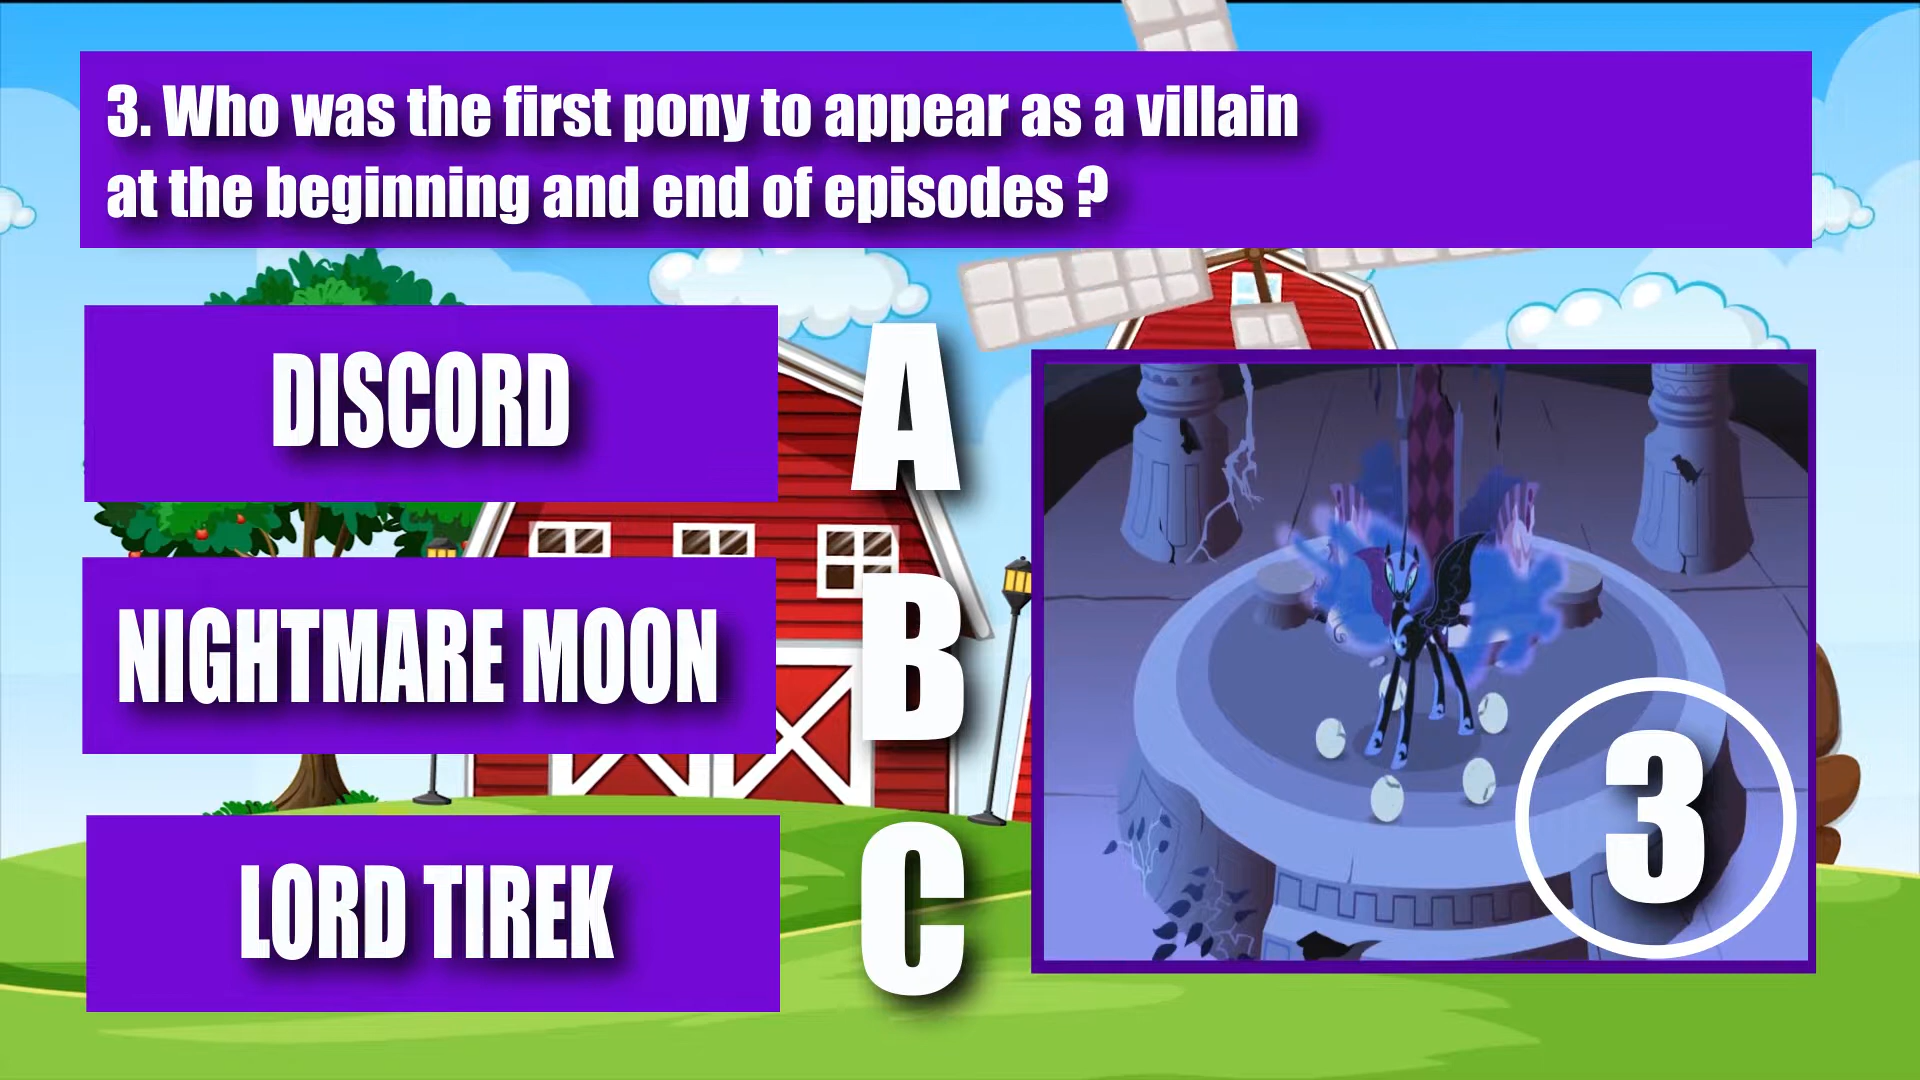 3. Who was the first pony to appear as a villain
at the beginning and end of episodes ?
DISCORD
A
NIGHTMARE MOON
B
LORD TIREK
C
3